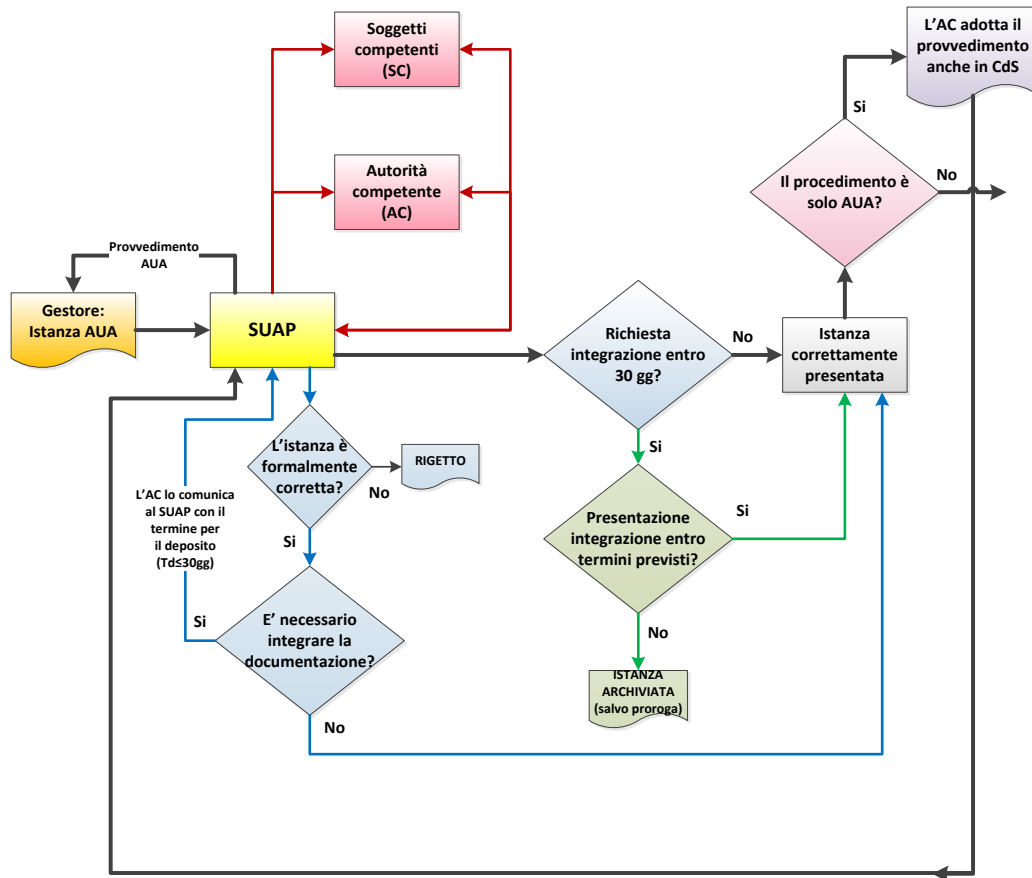 Soggetti
competenti
(SC)
L'AC adotta il
provvedimento
anche in CdS
Si
Autorità
competente
(AC)
Il procedimento è
solo AUA?
No
Provvedimento
AUA
Gestore:
Istanza AUA
SUAP
Richiesta
integrazione entro
30 gg?
No
Istanza
correttamente
presentata
L'istanza è
formalmente
corretta?
No
RIGETTO
Si
L'AC lo comunica
al SUAP con il
termine per
il deposito
(Td≤30gg)
Si
Presentazione
integrazione entro
termini previsti?
Si
Si
E' necessario
integrare la
documentazione?
No
No
ISTANZA
ARCHIVIATA
(salvo proroga)